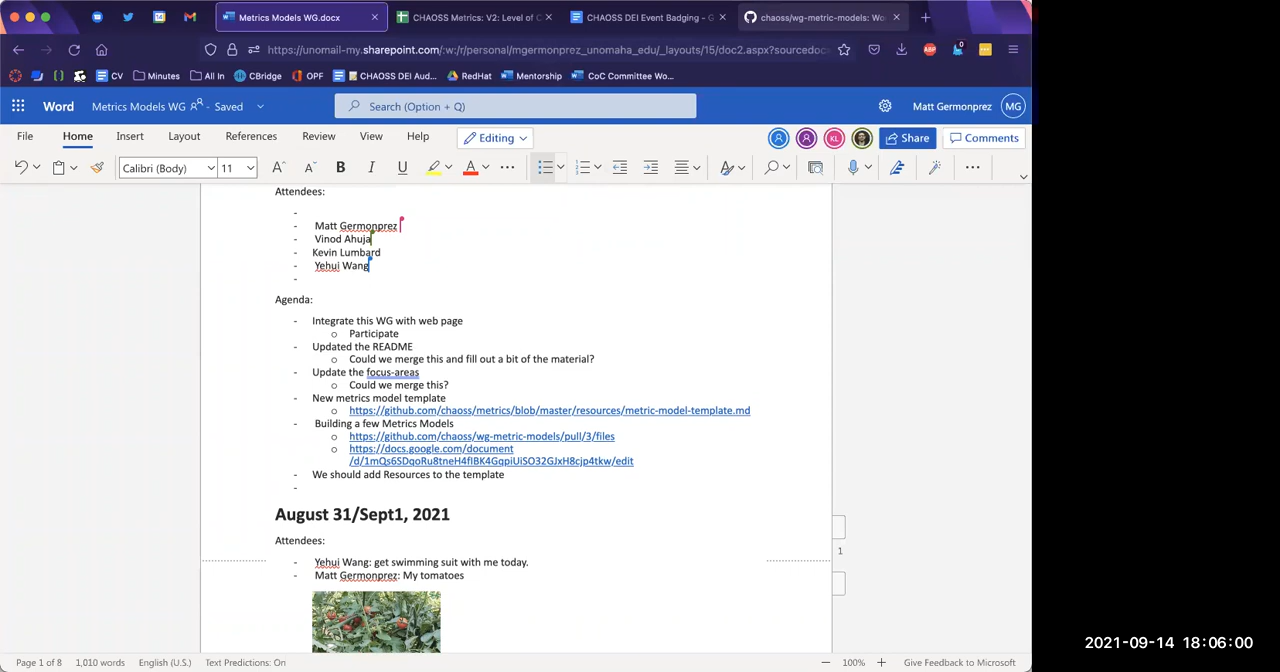 Metrics Models WG.docx
CHAOSS Metrics: V2: Level of C
CHAOSS DEI Event Badging - G
chaoss/wg-metric-models: Wo
https://unomail-my.sharepoint.com/:w:/r/personal/mgermonprez_unomaha_edu/_layouts/15/doc2.aspx?sourcedoc
CV
Minutes
All In
CBridge
OPF
CHAOSS DEI Aud...
RedHat
Mentorship
CoC Committee Wo...
Word
Metrics Models WG - Saved
Search (Option + Q)
Matt Germonprez MG
File Home Insert Layout References Review View Help Editing KL Share Comments
Calibri (Body) 11
Attendees:
-
- Matt Germonprez
- Vinod Ahuja
- Kevin Lumbard
- Yehui Wang
-
Agenda:
- Integrate this WG with web page
o Participate
- Updated the README
o Could we merge this and fill out a bit of the material?
- Update the focus-areas
o Could we merge this?
- New metrics model template
o https://github.com/chaoss/metrics/blob/master/resources/metric-model-template.md
- Building a few Metrics Models
o https://github.com/chaoss/wg-metric-models/pull/3/files
o https://docs.google.com/document
/d/1mQs6SDqoRu8tneH4fIBK4GqpiUiSO32GJxH8cjp4tkw/edit
- We should add Resources to the template
-
August 31/Sept1, 2021
Attendees:
- Yehui Wang: get swimming suit with me today.
- Matt Germonprez: My tomatoes
1
Page 1 of 8 1,010 words English (U.S.) Text Predictions: On 100% Give Feedback to Microsoft
2021-09-14 18:06:00